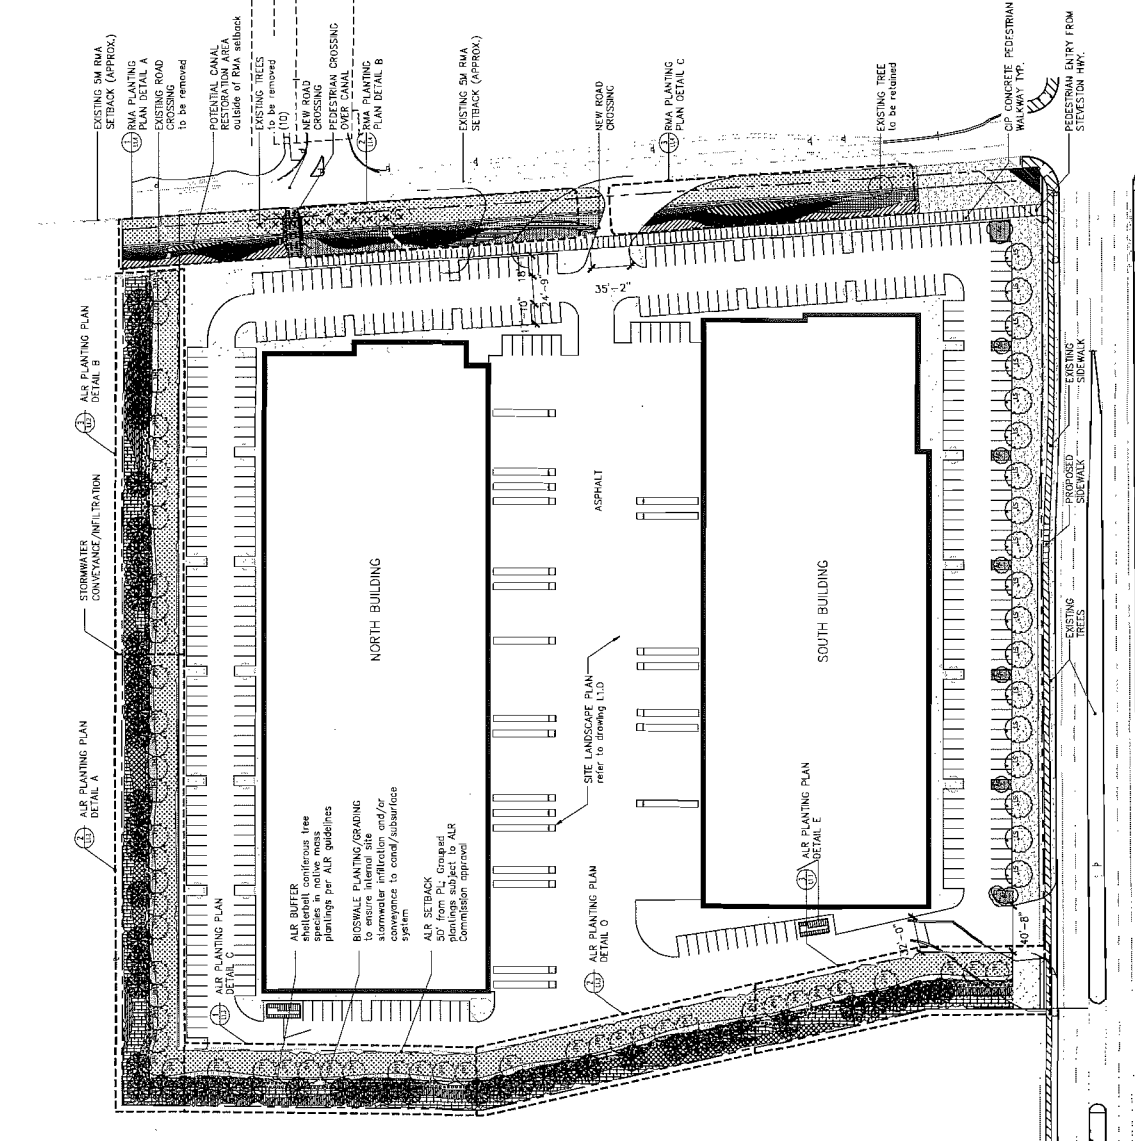 EXISTING 5M RMA
SETBACK (APPROX.)
RMA PLANTING
PLAN DETAIL A
EXISTING ROAD
CROSSING
to be removed
POTENTIAL CANAL
RESTORATION AREA
outside of RMA setback
EXISTING TREES
to be removed
(10)
NEW ROAD
CROSSING
PEDESTRIAN CROSSING
OVER CANAL
RMA PLANTING
PLAN DETAIL B
EXISTING 5M RMA
SETBACK (APPROX.)
NEW ROAD
CROSSING
RMA PLANTING
PLAN DETAIL C
EXISTING TREE
to be retained
CIP CONCRETE PEDESTRIAN
WALKWAY TYP.
PEDESTRIAN ENTRY FROM
STEVESTON HWY.
ALR PLANTING PLAN
DETAIL B
STORMWATER
CONVEYANCE/INFILTRATION
ALR PLANTING PLAN
DETAIL A
24'-9"
35'-2"
ASPHALT
NORTH BUILDING
SOUTH BUILDING
EXISTING
SIDEWALK
PROPOSED
SIDEWALK
EXISTING
TREES
SITE LANDSCAPE PLAN
refer to drawing L1.0
ALR PLANTING PLAN
DETAIL E
ALR BUFFER
shelterbelt coniferous tree
species in native mass
plantings per ALR guidelines
BIOSWALE PLANTING/GRADING
to ensure internal site
stormwater infiltration and/or
conveyance to canal/subsurface
system
ALR SETBACK
50' from PL; Grouped
plantings subject to ALR
Commission approval
ALR PLANTING PLAN
DETAIL C
ALR PLANTING PLAN
DETAIL D
32'-0"
40'-8"